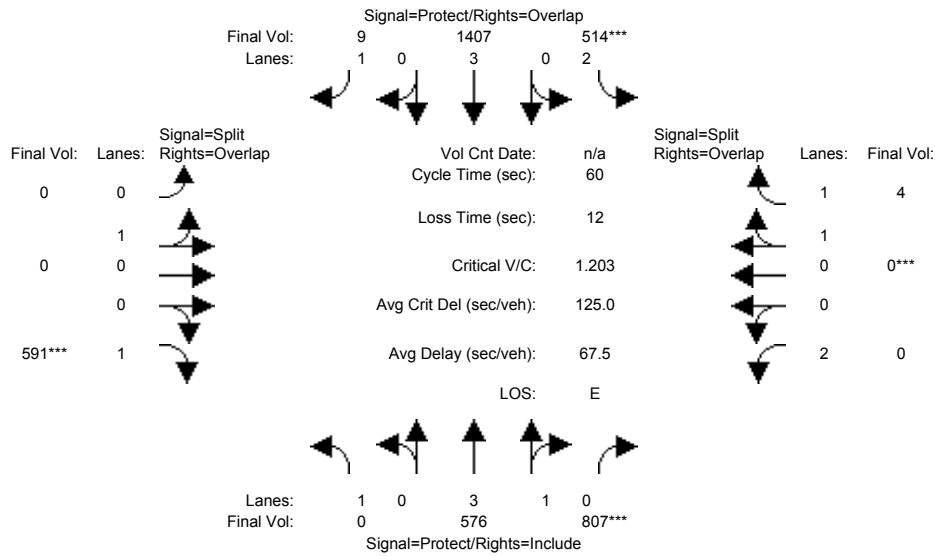 Signal=Protect/Rights=Overlap
Final Vol: 9 1407 514***
Lanes: 1 0 3 0 2
Signal=Split
Final Vol: Lanes: Rights=Overlap
Vol Cnt Date: n/a
Signal=Split
Rights=Overlap Lanes: Final Vol:
Cycle Time (sec): 60
0 0
1 4
Loss Time (sec): 12
1
1
0 0
Critical V/C: 1.203
0 0***
0
Avg Crit Del (sec/veh): 125.0
0
591*** 1
Avg Delay (sec/veh): 67.5
2 0
LOS: E
Lanes: 1 0 3 1 0
Final Vol: 0 576 807***
Signal=Protect/Rights=Include